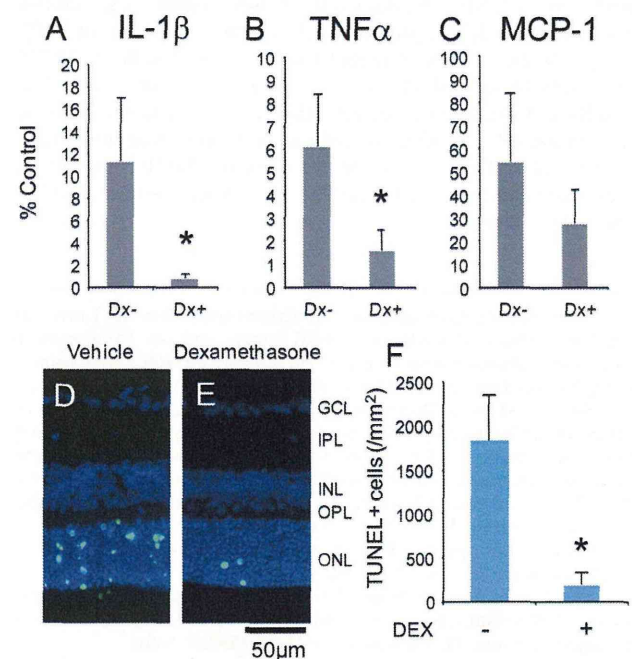 A IL-1β
B TNFα
C MCP-1
% Control
20
18
16
14
12
10
8
6
4
2
0
Dx- Dx+
*
10
9
8
7
6
5
4
3
2
1
0
Dx- Dx+
*
100
90
80
70
60
50
40
30
20
10
0
Dx- Dx+
Vehicle
Dexamethasone
D
E
GCL
IPL
INL
OPL
ONL
50μm
F
TUNEL+ cells (/mm²)
2500
2000
1500
1000
500
0
*
DEX - +